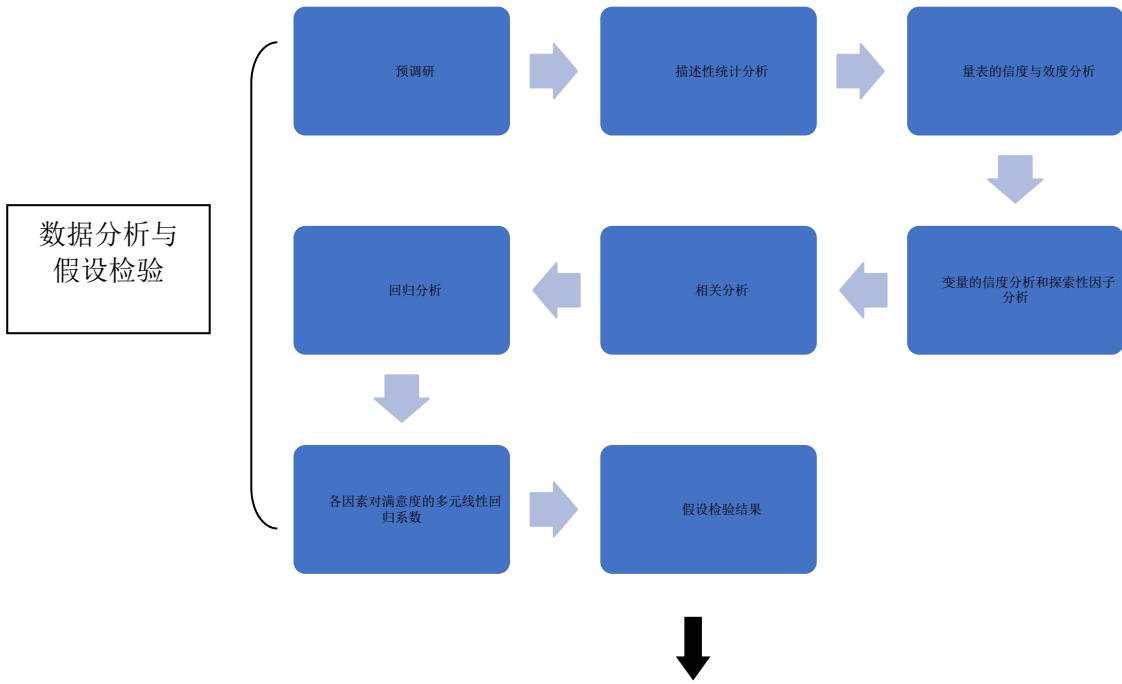 预调研
描述性统计分析
量表的信度与效度分析
数据分析与
假设检验
回归分析
相关分析
变量的信度分析和探索性因子
分析
各因素对满意度的多元线性回
归系数
假设检验结果